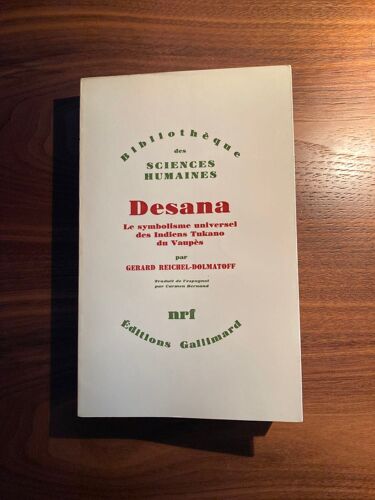 Bibliothèque
des
SCIENCES
HUMAINES
Desana
Le symbolisme universel
des Indiens Tukano
du Vaupès
par
GERARD REICHEL-DOLMATOFF
Traduit de l'espagnol
par Carmen Bernand
nrf
Éditions Gallimard